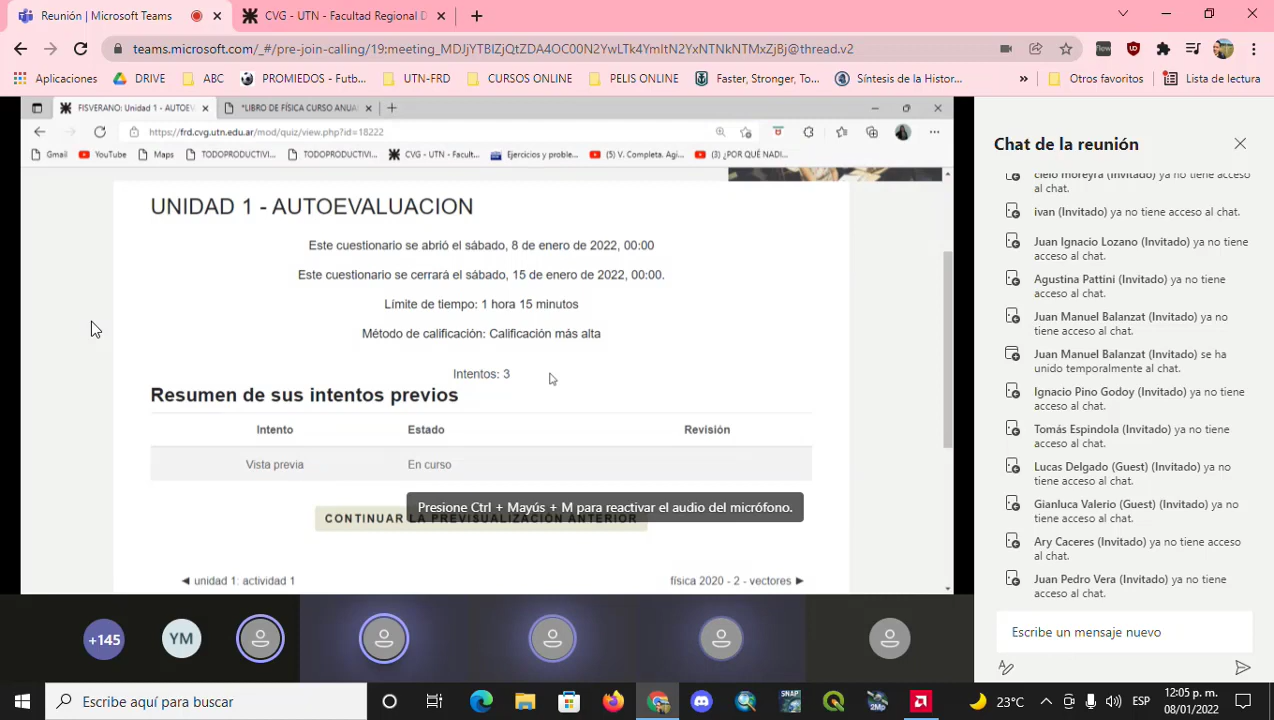 Reunión | Microsoft Teams
CVG - UTN - Facultad Regional D
teams.microsoft.com/_#/pre-join-calling/19:meeting_MDJjYTBlZjQtZDA4OC00N2YwLTk4YmItN2YxNTNkNTMxZjBj@thread.v2
Aplicaciones
DRIVE
ABC
PROMIEDOS - Futb...
UTN-FRD
CURSOS ONLINE
PELIS ONLINE
Faster, Stronger, To...
Síntesis de la Histor...
»
Otros favoritos
Lista de lectura
FISVERANO: Unidad 1 - AUTOEV
*LIBRO DE FÍSICA CURSO ANUA
https://frd.cvg.utn.edu.ar/mod/quiz/view.php?id=18222
Gmail
YouTube
Maps
TODOPRODUCTIVI...
TODOPRODUCTIVI...
CVG - UTN - Facult...
Ejercicios y proble...
(5) V. Completa. Agi...
(3) ¿POR QUÉ NADI...
UNIDAD 1 - AUTOEVALUACION
Este cuestionario se abrió el sábado, 8 de enero de 2022, 00:00
Este cuestionario se cerrará el sábado, 15 de enero de 2022, 00:00.
Límite de tiempo: 1 hora 15 minutos
Método de calificación: Calificación más alta
Intentos: 3
Resumen de sus intentos previos
Intento Estado Revisión
Vista previa En curso
Presione Ctrl + Mayús + M para reactivar el audio del micrófono.
CONTINUAR LA PREVISUALIZACIÓN ANTERIOR
◄ unidad 1: actividad 1
física 2020 - 2 - vectores ►
+145
YM
Chat de la reunión
cielo moreyra (Invitado) ya no tiene acceso
al chat.
ivan (Invitado) ya no tiene acceso al chat.
Juan Ignacio Lozano (Invitado) ya no tiene
acceso al chat.
Agustina Pattini (Invitado) ya no tiene
acceso al chat.
Juan Manuel Balanzat (Invitado) ya no
tiene acceso al chat.
Juan Manuel Balanzat (Invitado) se ha
unido temporalmente al chat.
Ignacio Pino Godoy (Invitado) ya no tiene
acceso al chat.
Tomás Espindola (Invitado) ya no tiene
acceso al chat.
Lucas Delgado (Guest) (Invitado) ya no
tiene acceso al chat.
Gianluca Valerio (Guest) (Invitado) ya no
tiene acceso al chat.
Ary Caceres (Invitado) ya no tiene acceso
al chat.
Juan Pedro Vera (Invitado) ya no tiene
acceso al chat.
Escribe un mensaje nuevo
Escribe aquí para buscar
SNAP
2Mp
23°C
ESP
12:05 p. m.
08/01/2022